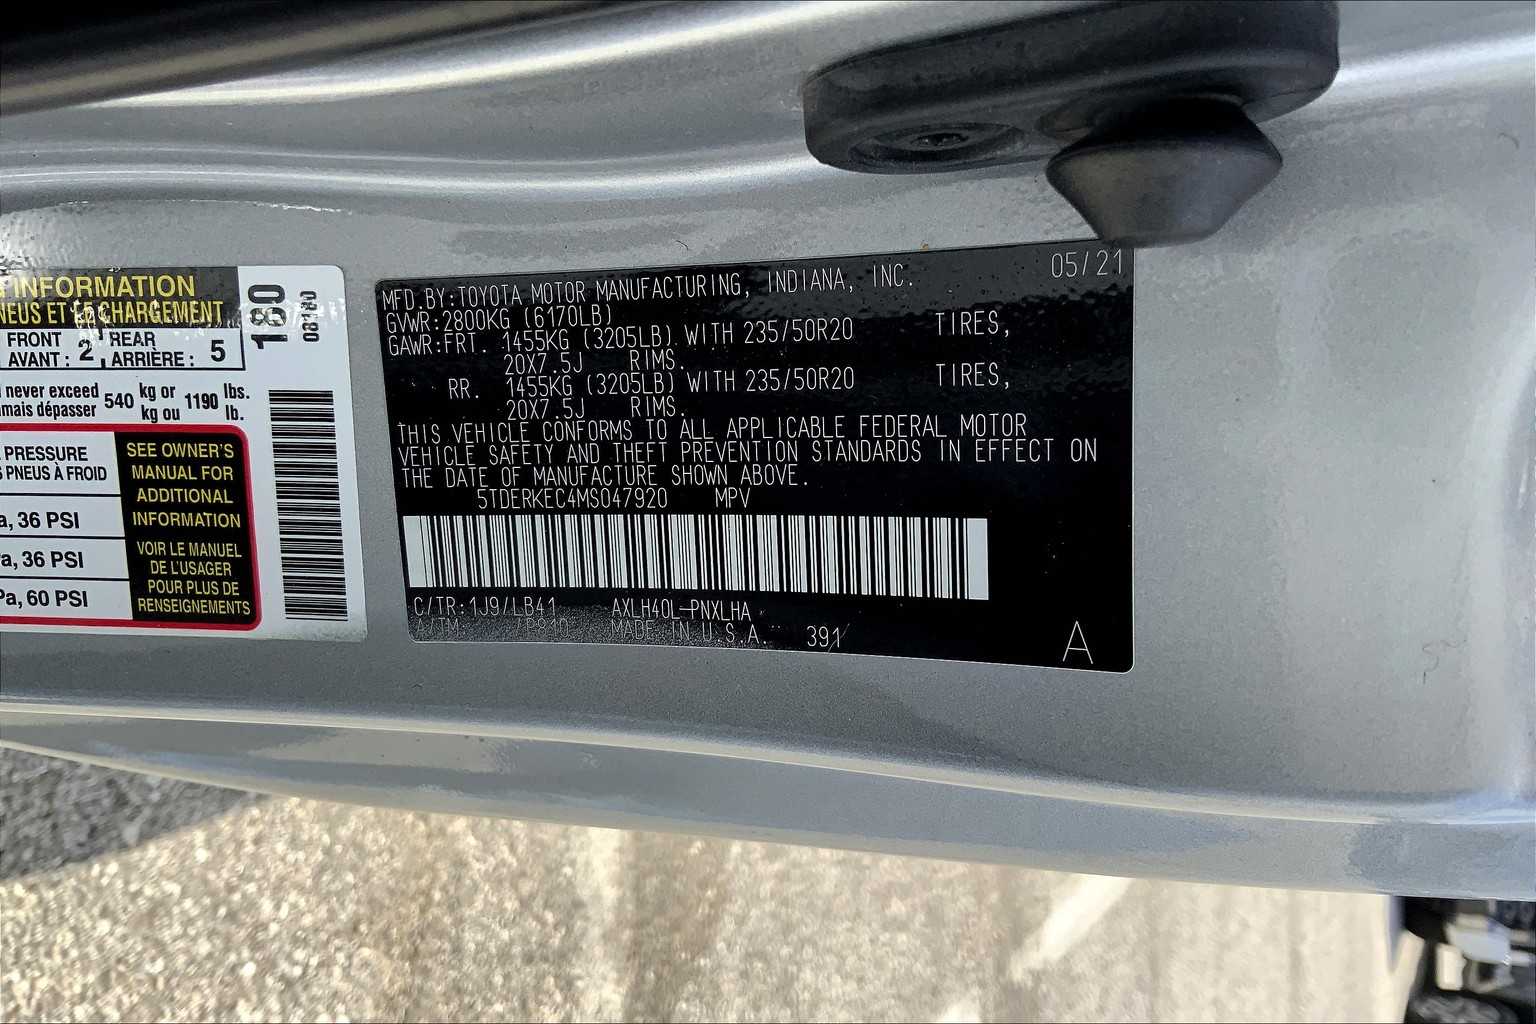 INFORMATION
NEUS ET LE CHARGEMENT
FRONT REAR
AVANT : 2 ARRIÈRE : 5
never exceed 540 kg or 1190 lbs.
amais dépasser kg ou lb.
PRESSURE
PNEUS À FROID
a, 36 PSI
a, 36 PSI
Pa, 60 PSI
SEE OWNER'S
MANUAL FOR
ADDITIONAL
INFORMATION
VOIR LE MANUEL
DE L'USAGER
POUR PLUS DE
RENSEIGNEMENTS
180
08180
05/21
MFD. BY: TOYOTA MOTOR MANUFACTURING, INDIANA, INC.
GVWR:2800KG (6170LB)
GAWR:FRT. 1455KG (3205LB) WITH 235/50R20 TIRES,
20X7.5J RIMS.
RR. 1455KG (3205LB) WITH 235/50R20 TIRES,
20X7.5J RIMS.
THIS VEHICLE CONFORMS TO ALL APPLICABLE FEDERAL MOTOR
VEHICLE SAFETY AND THEFT PREVENTION STANDARDS IN EFFECT ON
THE DATE OF MANUFACTURE SHOWN ABOVE.
5TDERKEC4MS047920 MPV
C/TR:1J9/LB41 AXLH40L-PNXLHA
A/TM. MADE IN U.S.A. 391
A